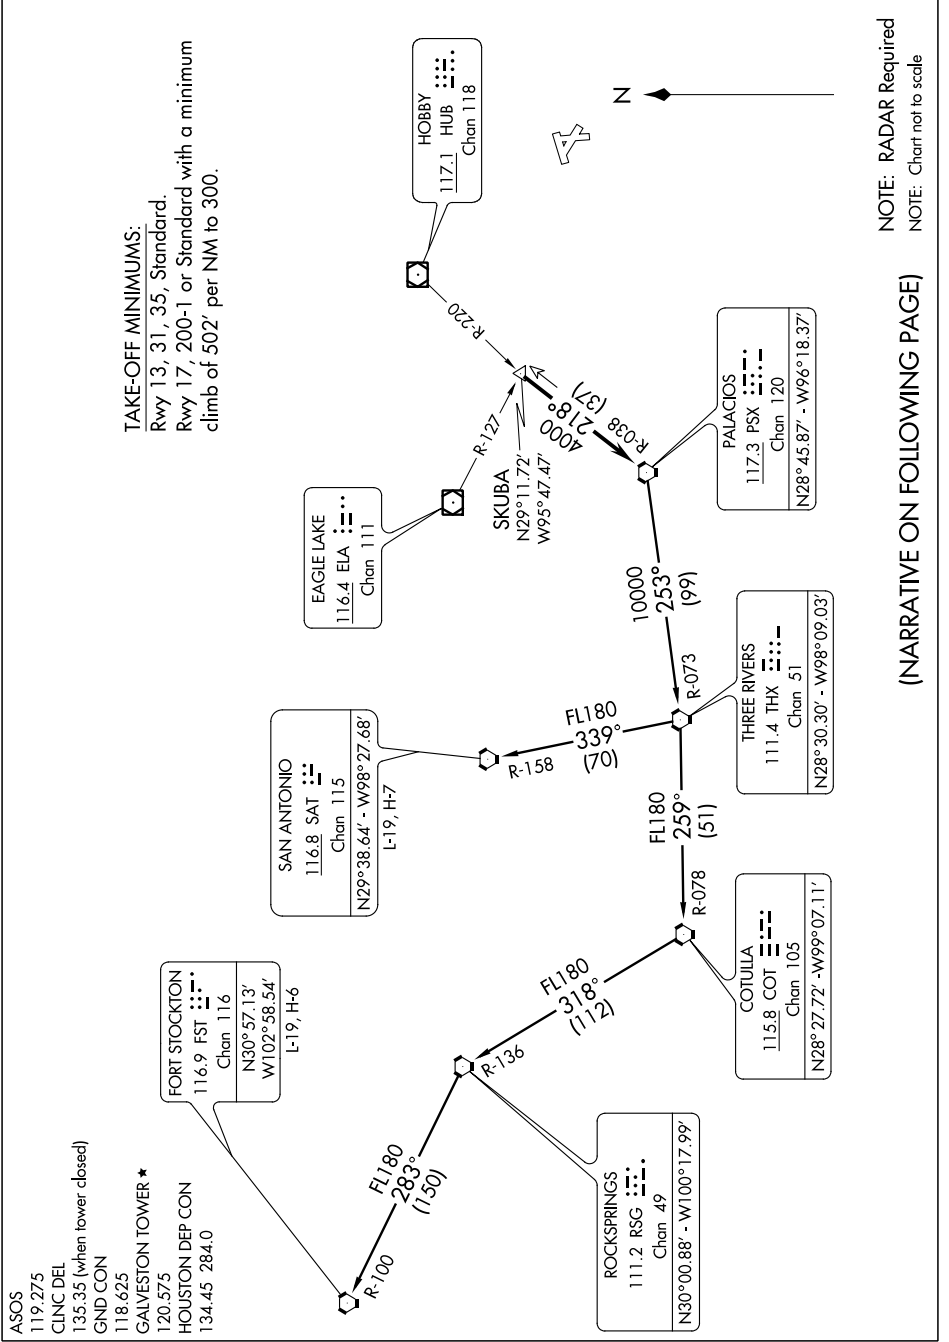 ASOS
119.275
CLNC DEL
135.35 (when tower closed)
GND CON
118.625
GALVESTON TOWER ★
120.575
HOUSTON DEP CON
134.45 284.0
TAKE-OFF MINIMUMS:
Rwy 13, 31, 35, Standard.
Rwy 17, 200-1 or Standard with a minimum
climb of 502' per NM to 300.
FORT STOCKTON
116.9 FST
Chan 116
N30°57.13'
W102°58.54'
L-19, H-6
SAN ANTONIO
116.8 SAT
Chan 115
N29°38.64' - W98°27.68'
L-19, H-7
EAGLE LAKE
116.4 ELA
Chan 111
HOBBY
117.1 HUB
Chan 118
R-100
FL180
283°
(150)
R-136
FL180
318°
(112)
R-158
FL180
339°
(70)
R-078
FL180
259°
(51)
R-073
10000
253°
(99)
R-127
R-220
SKUBA
N29°11.72'
W95°47.47'
4000
218°
(37)
R-038
N
ROCKSPRINGS
111.2 RSG
Chan 49
N30°00.88' - W100°17.99'
COTULLA
115.8 COT
Chan 105
N28°27.72' -W99°07.11'
THREE RIVERS
111.4 THX
Chan 51
N28°30.30' - W98°09.03'
PALACIOS
117.3 PSX
Chan 120
N28°45.87' - W96°18.37'
(NARRATIVE ON FOLLOWING PAGE)
NOTE: RADAR Required
NOTE: Chart not to scale